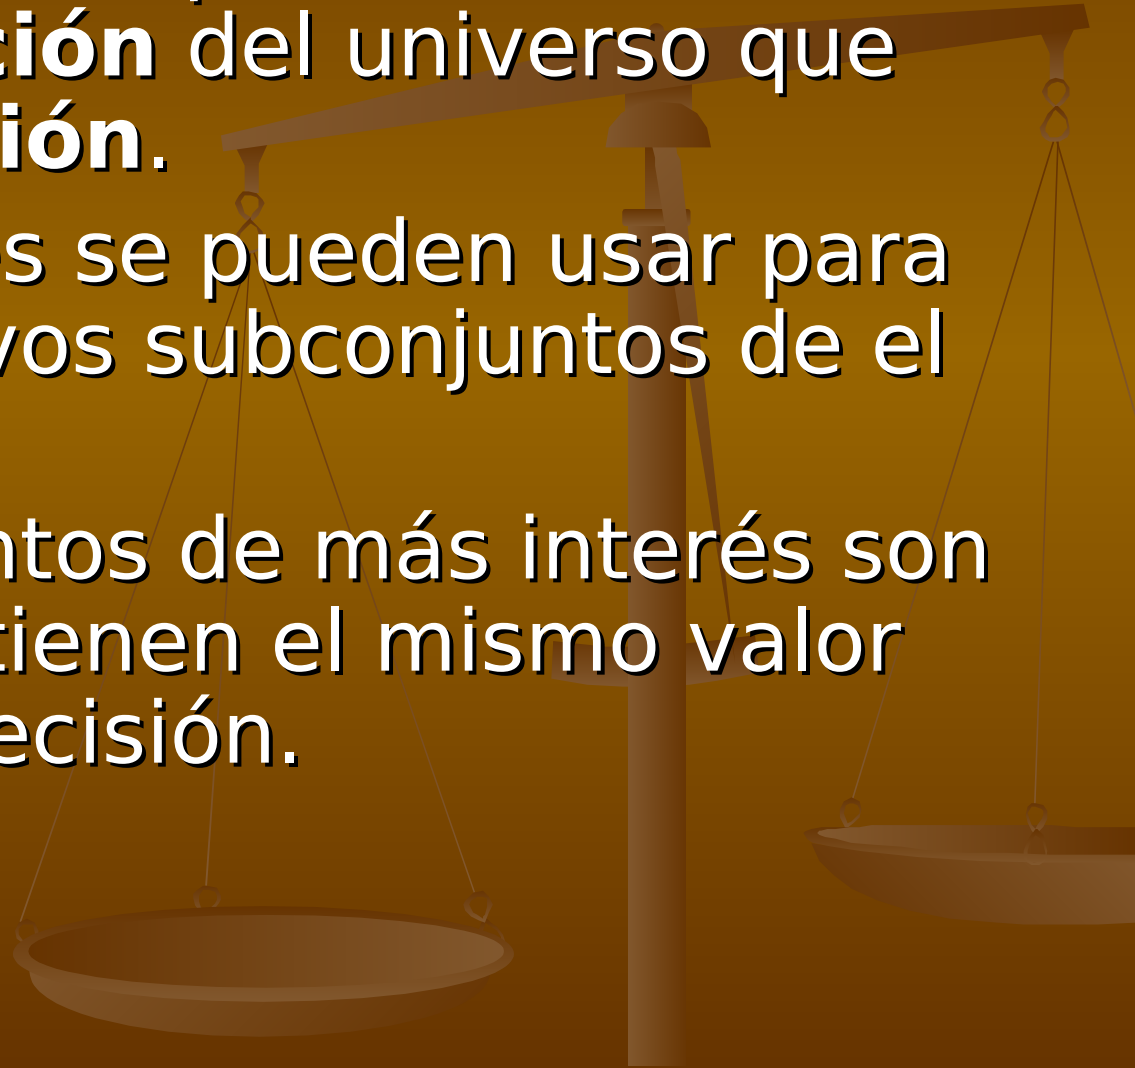 ción del universo que
ión.
es se pueden usar para
vos subconjuntos de el
ntos de más interés son
tienen el mismo valor
ecisión.